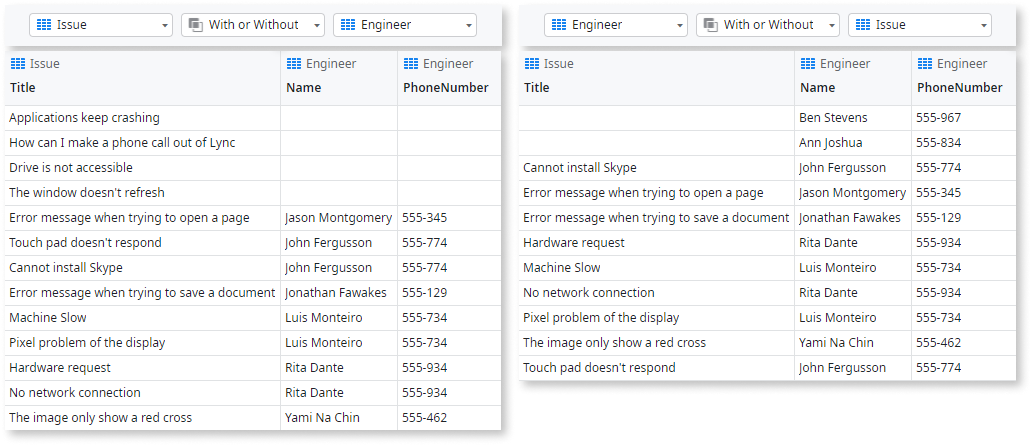 Issue With or Without Engineer
Issue Engineer Engineer
Title Name PhoneNumber
Applications keep crashing
How can I make a phone call out of Lync
Drive is not accessible
The window doesn't refresh
Error message when trying to open a page Jason Montgomery 555-345
Touch pad doesn't respond John Fergusson 555-774
Cannot install Skype John Fergusson 555-774
Error message when trying to save a document Jonathan Fawakes 555-129
Machine Slow Luis Monteiro 555-734
Pixel problem of the display Luis Monteiro 555-734
Hardware request Rita Dante 555-934
No network connection Rita Dante 555-934
The image only show a red cross Yami Na Chin 555-462
Engineer With or Without Issue
Issue Engineer Engineer
Title Name PhoneNumber
Ben Stevens 555-967
Ann Joshua 555-834
Cannot install Skype John Fergusson 555-774
Error message when trying to open a page Jason Montgomery 555-345
Error message when trying to save a document Jonathan Fawakes 555-129
Hardware request Rita Dante 555-934
Machine Slow Luis Monteiro 555-734
No network connection Rita Dante 555-934
Pixel problem of the display Luis Monteiro 555-734
The image only show a red cross Yami Na Chin 555-462
Touch pad doesn't respond John Fergusson 555-774